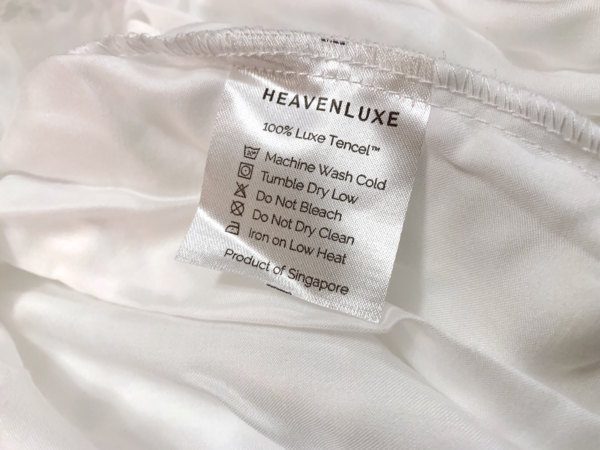 HEAVENLUXE
100% Luxe Tencel™
Machine Wash Cold
Tumble Dry Low
Do Not Bleach
Do Not Dry Clean
Iron on Low Heat
Product of Singapore